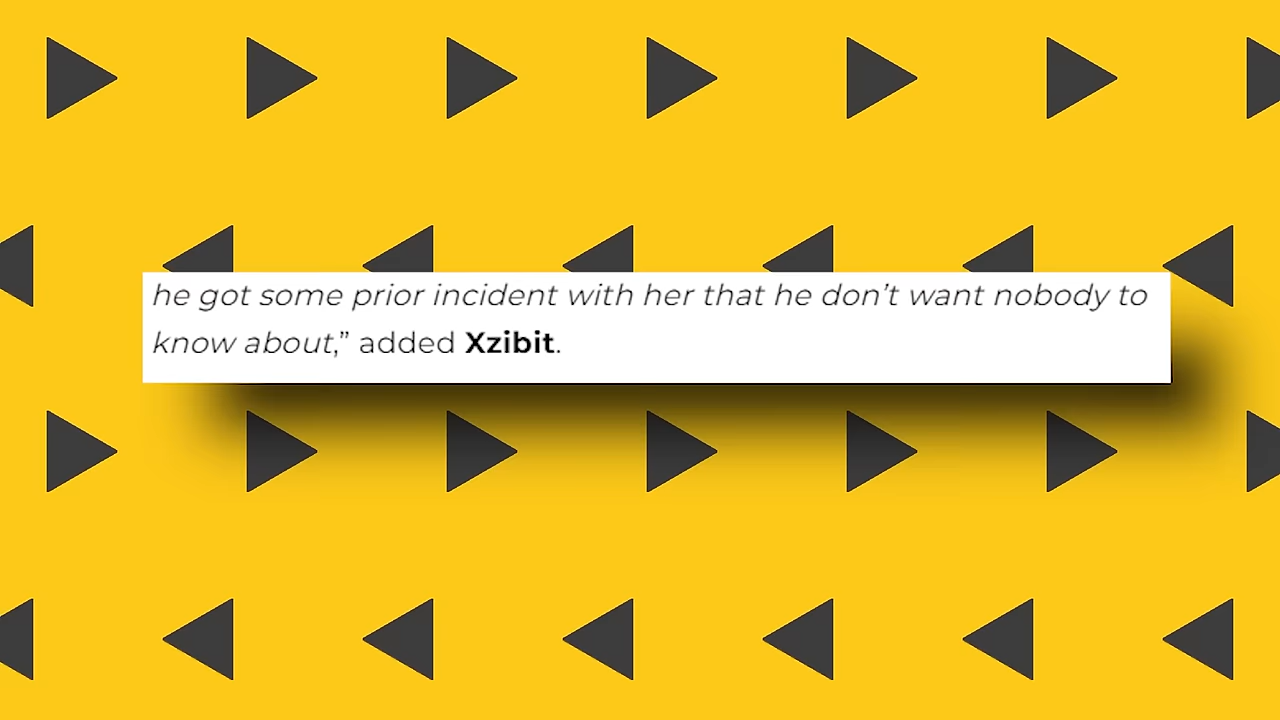 he got some prior incident with her that he don’t want nobody to
know about,” added Xzibit.